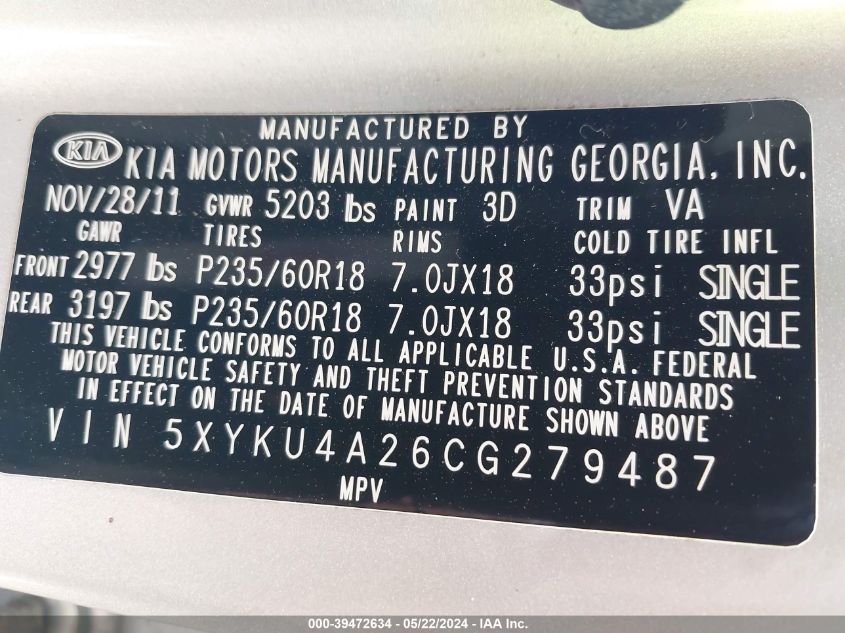 MANUFACTURED BY
KIA KIA MOTORS MANUFACTURING GEORGIA, INC.
NOV/28/11 GVWR 5203 lbs PAINT 3D TRIM VA
GAWR TIRES RIMS COLD TIRE INFL
FRONT 2977 lbs P235/60R18 7.0JX18 33psi SINGLE
REAR 3197 lbs P235/60R18 7.0JX18 33psi SINGLE
THIS VEHICLE CONFORMS TO ALL APPLICABLE U.S.A. FEDERAL
MOTOR VEHICLE SAFETY AND THEFT PREVENTION STANDARDS
IN EFFECT ON THE DATE OF MANUFACTURE SHOWN ABOVE
VIN 5XYKU4A26CG279487
MPV
000-39472634 - 05/22/2024 - IAA Inc.